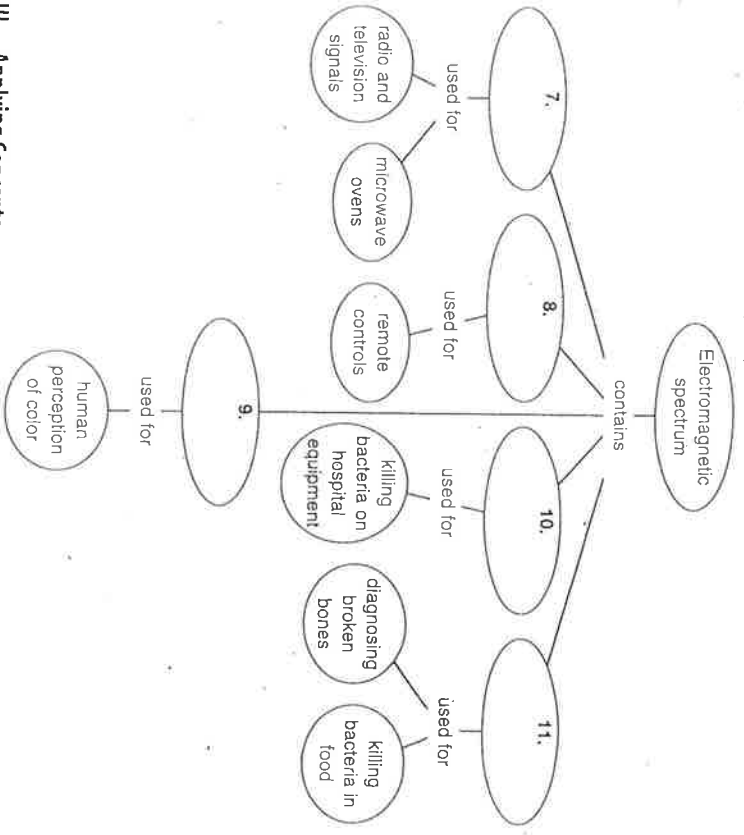 Electromagnetic
spectrum
contains
7.
8.
10.
11.
used for
used for
used for
used for
radio and
television
signals
microwave
ovens
remote
controls
killing
bacteria on
hospital
equipment
diagnosing
broken
bones
killing
bacteria in
food
9.
used for
human
perception
of color
Applying Concepts